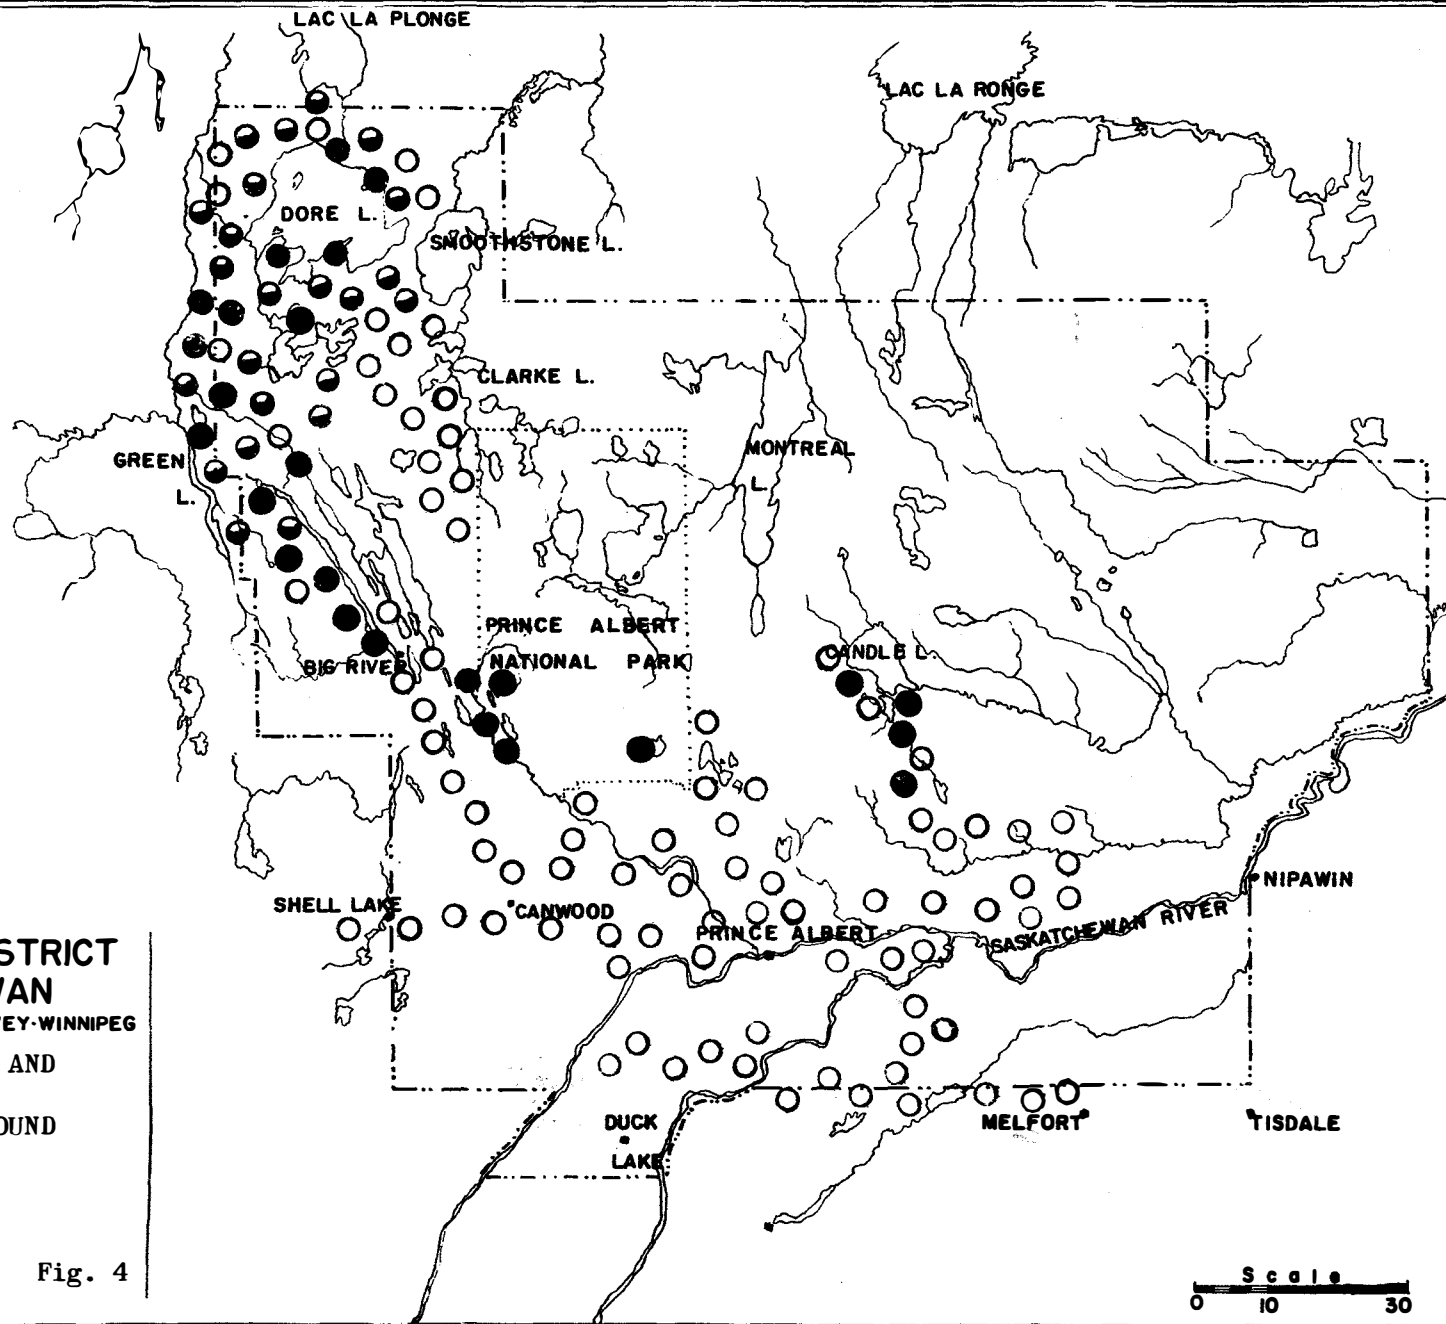 LAC LA PLONGE
LAC LA RONGE
DORE L.
SMOOTHSTONE L.
CLARKE L.
GREEN
L.
MONTREAL
L.
PRINCE ALBERT
NATIONAL PARK
BIG RIVER
CANDLE L.
SHELL LAKE
CANWOOD
PRINCE ALBERT
SASKATCHEWAN RIVER
NIPAWIN
DUCK
LAKE
MELFORT
TISDALE
STRICT
VAN
VEY-WINNIPEG
AND
OUND
Fig. 4
Scale
0 10 30